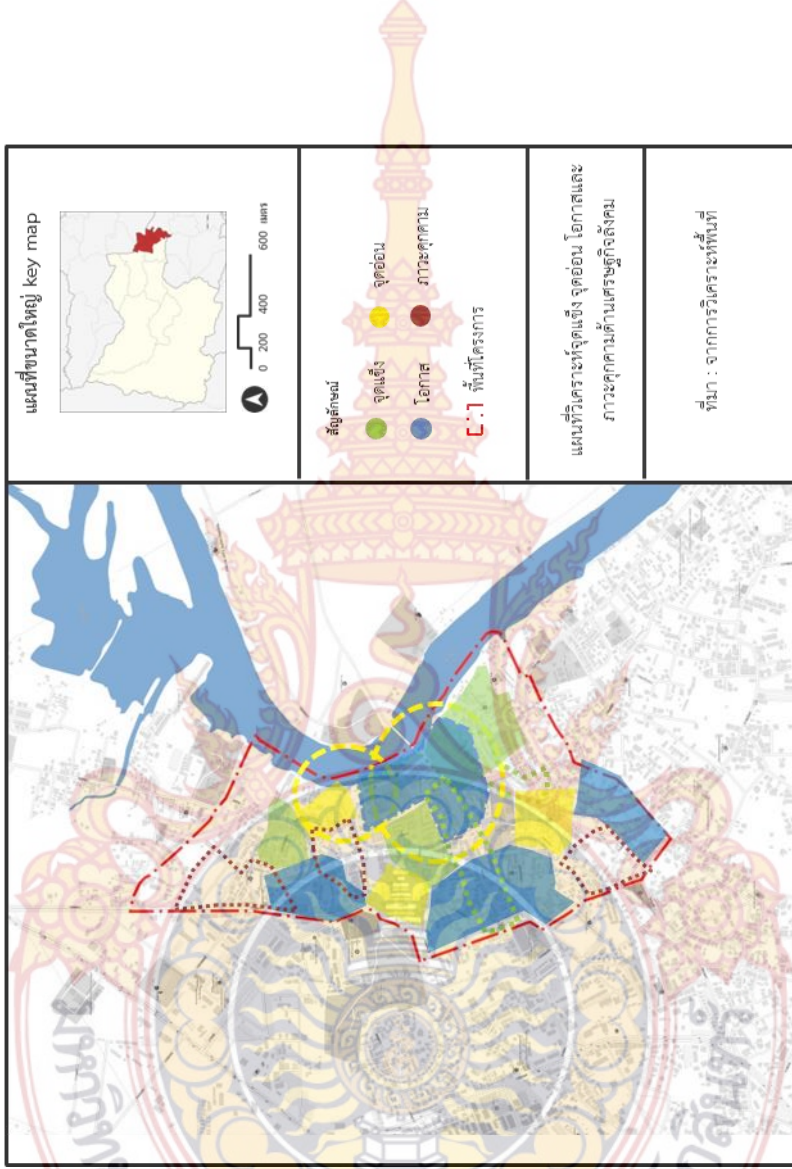 แผนที่ขนาดใหญ่ key map
0 200 400 600 เมตร
สัญลักษณ์
จุดแข็ง จุดอ่อน
โอกาส ภาวะคุกคาม
พื้นที่โครงการ
แผนที่วิเคราะห์จุดแข็ง จุดอ่อน โอกาสและ
ภาวะคุกคามด้านเศรษฐกิจสังคม
ที่มา : จากการวิเคราะห์พื้นที่